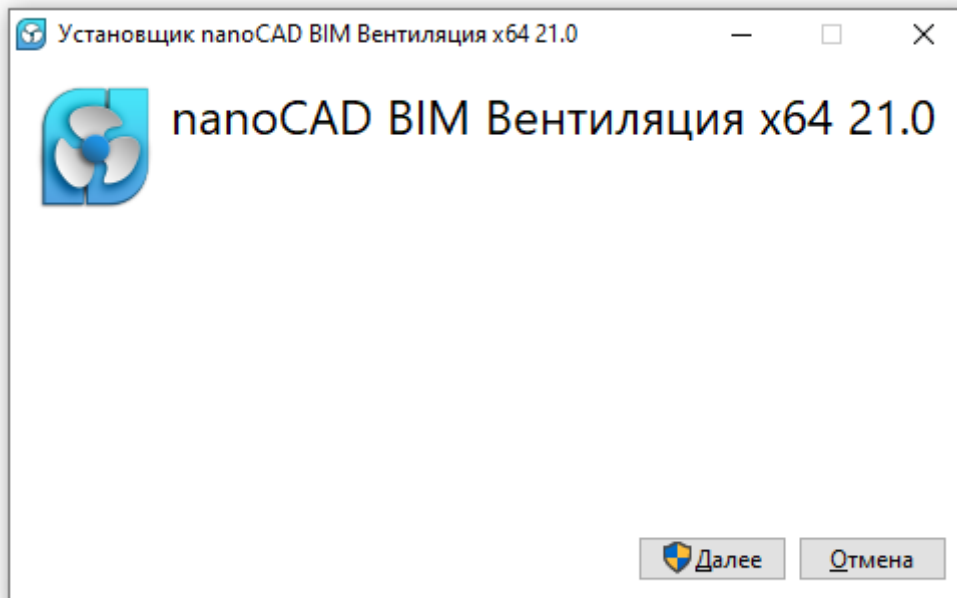 Установщик nanoCAD BIM Вентиляция x64 21.0
nanoCAD BIM Вентиляция x64 21.0
Далее
Отмена